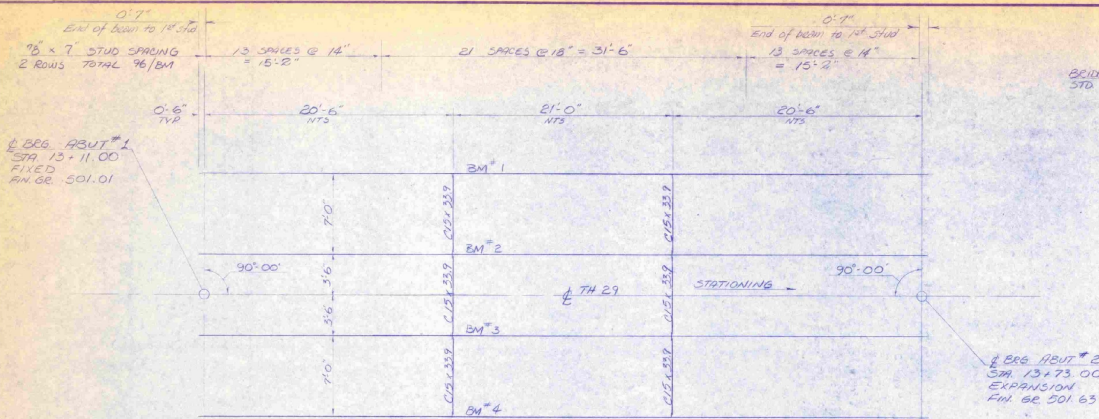 0'-7"
End of beam to 1st stud
0'-7"
End of beam to 1st stud
7/8" x 7" STUD SPACING
2 ROWS TOTAL 96/BM
13 SPACES @ 14"
= 15'-2"
21 SPACES @ 18" = 31'-6"
13 SPACES @ 14"
= 15'-2"
0'-6"
TYP
20'-6"
NTS
21'-0"
NTS
20'-6"
NTS
℄ BRG. ABUT #1
STA. 13+11.00
FIXED
FIN. GR. 501.01
BM #1
7'-0"
C15 x 33.9
C15 x 33.9
BM #2
90°-00'
3'-6"
C15 x 33.9
℄ TH 29
C15 x 33.9
STATIONING
90°-00'
3'-6"
BM #3
7'-0"
C15 x 33.9
C15 x 33.9
BM #4
℄ BRG. ABUT #2
STA. 13+73.00
EXPANSION
FIN. GR. 501.63
STD